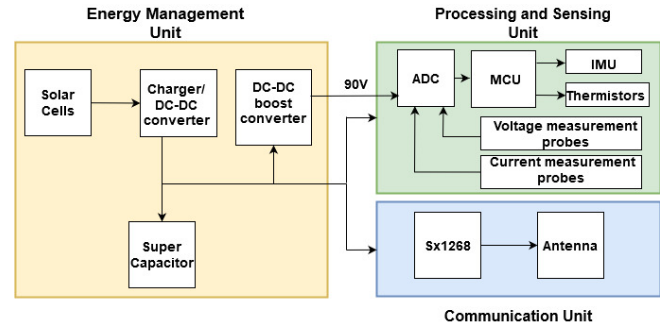 Energy Management
Unit
Processing and Sensing
Unit
Solar
Cells
Charger/
DC-DC
converter
DC-DC
boost
converter
90V
ADC
MCU
IMU
Thermistors
Voltage measurement
probes
Current measurement
probes
Super
Capacitor
Sx1268
Antenna
Communication Unit